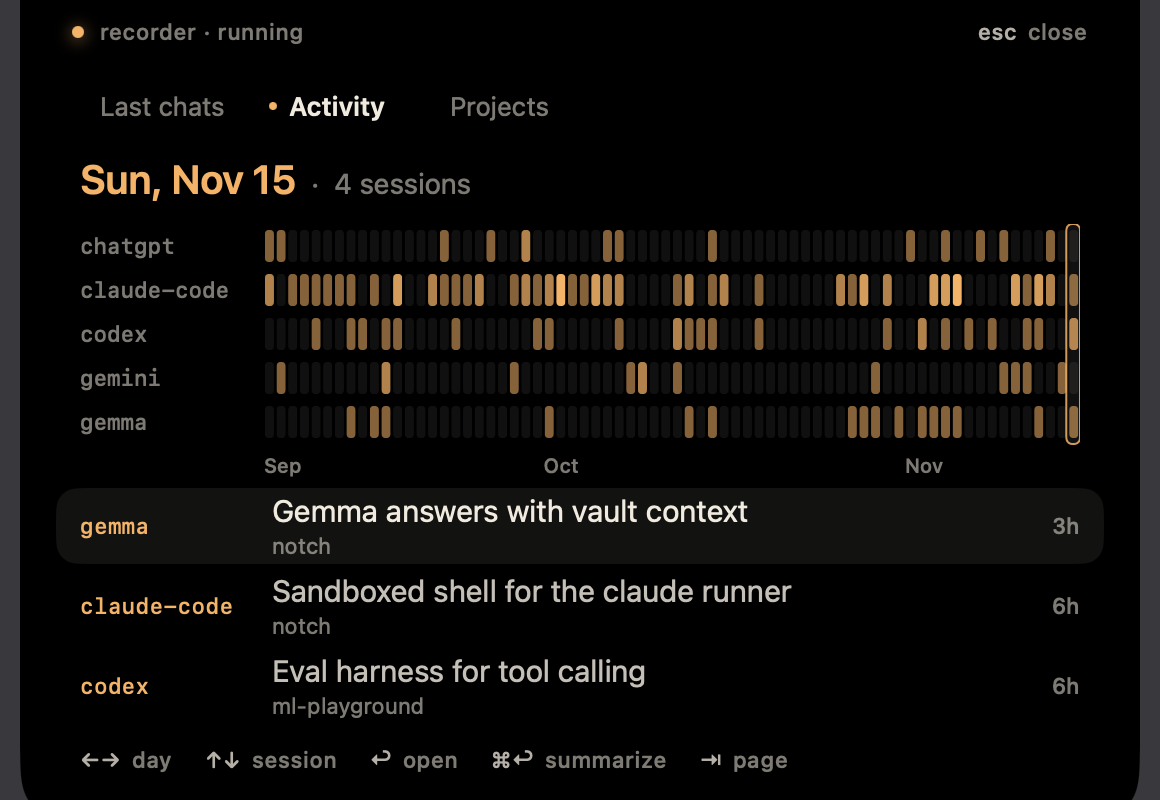 recorder · running
esc close
Last chats
• Activity
Projects
Sun, Nov 15 · 4 sessions
chatgpt
claude-code
codex
gemini
gemma
Sep Oct Nov
gemma
Gemma answers with vault context
notch
3h
claude-code
Sandboxed shell for the claude runner
notch
6h
codex
Eval harness for tool calling
ml-playground
6h
←→ day ↑↓ session ↩ open ⌘↩ summarize ⇥ page